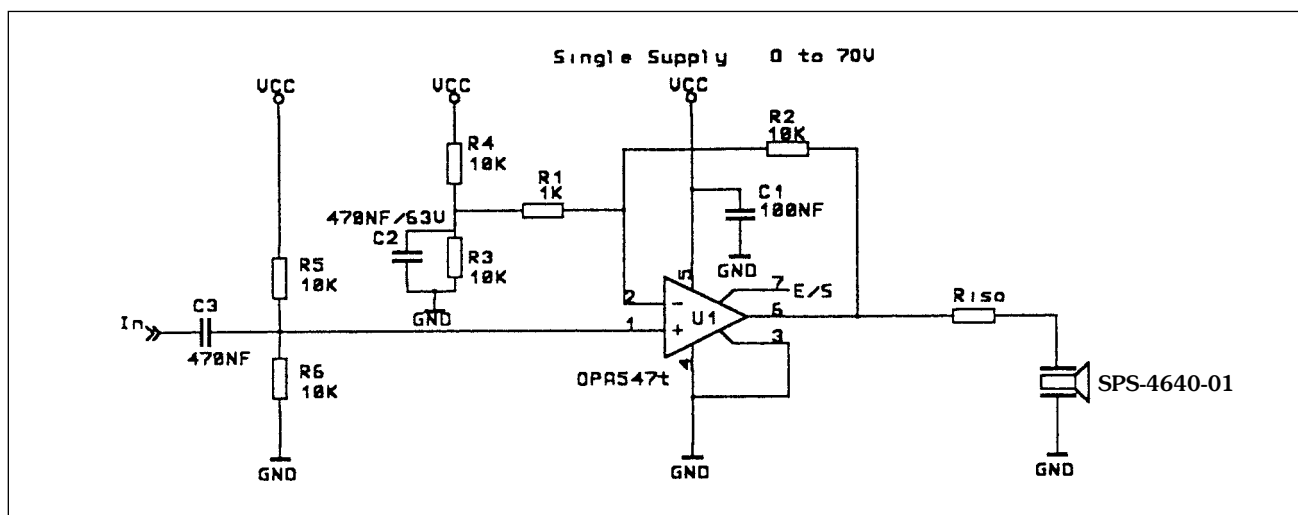 Single Supply 0 to 70V
VCC
VCC
VCC
R2
10K
R4
10K
R1
1K
C1
100NF
GND
470NF/63V
C2
R3
10K
GND
R5
10K
C3
In
470NF
R6
10K
GND
2
1
5
7
E/S
6
3
4
U1
OPA547t
GND
Riso
SPS-4640-01
GND